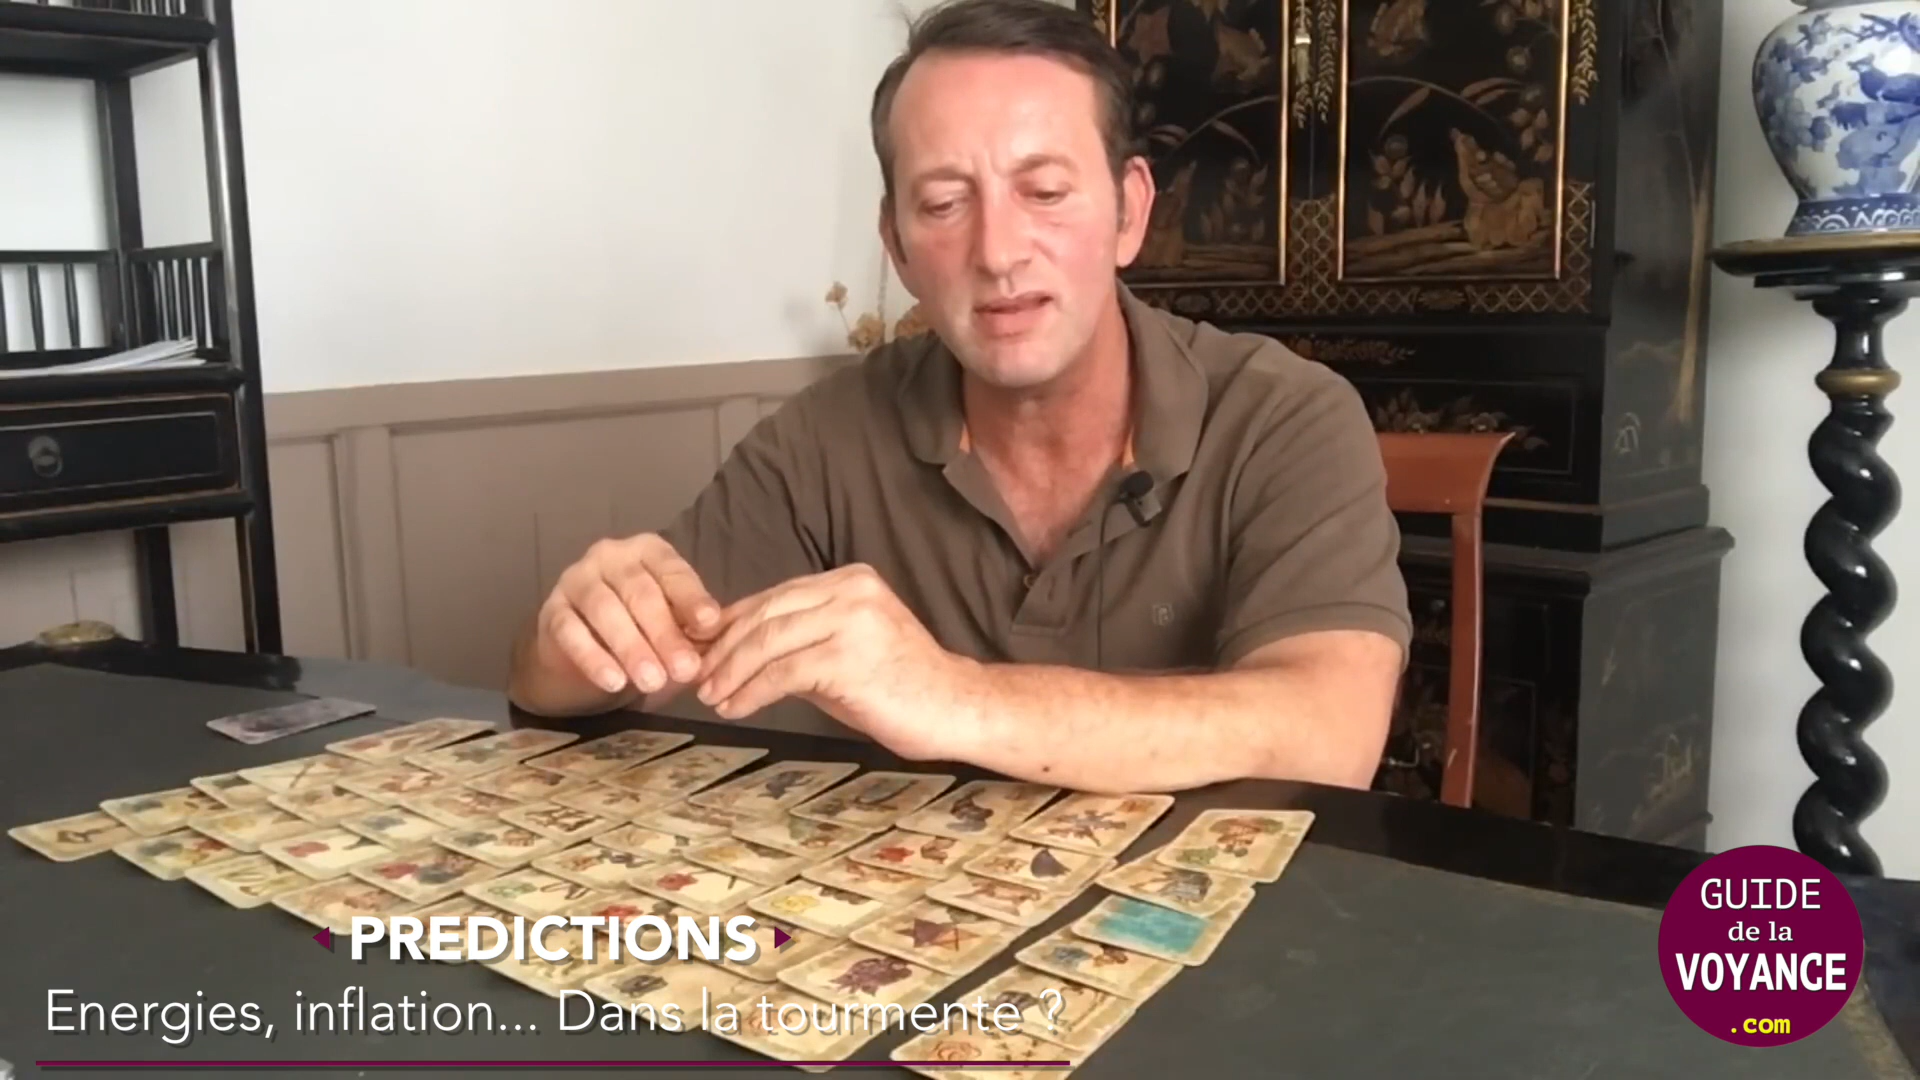 PREDICTIONS
Energies, inflation... Dans la tourmente ?
GUIDE
de la
VOYANCE
.com